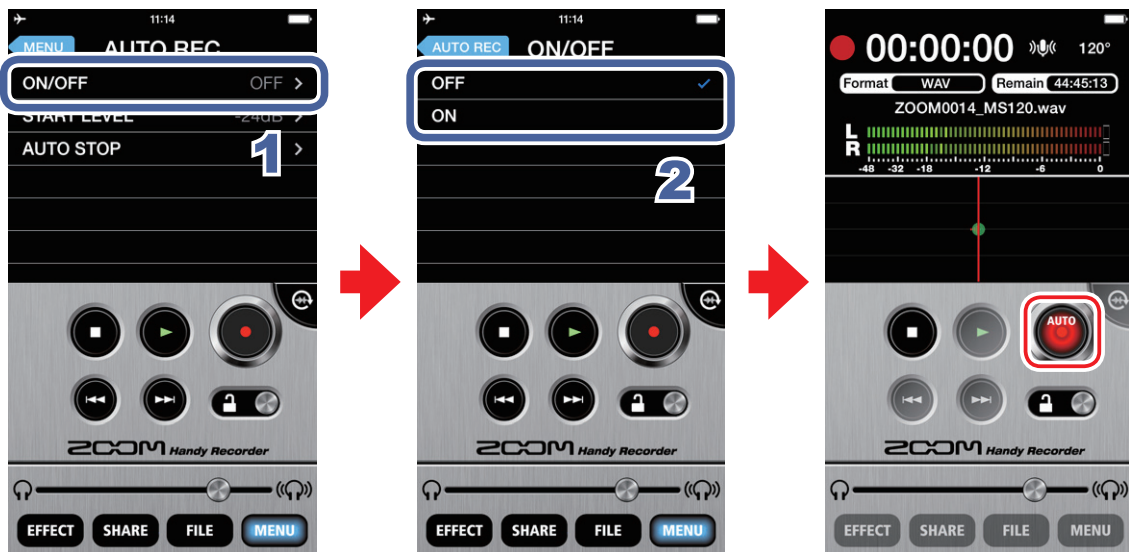 11:14
MENU AUTO REC
ON/OFF OFF >
START LEVEL -24dB >
AUTO STOP >
1
ZOOM Handy Recorder
EFFECT SHARE FILE MENU
11:14
AUTO REC ON/OFF
OFF ✓
ON
2
ZOOM Handy Recorder
EFFECT SHARE FILE MENU
00:00:00 120°
Format WAV Remain 44:45:13
ZOOM0014_MS120.wav
L
R
-48 -32 -18 -12 -6 0
AUTO
ZOOM Handy Recorder
EFFECT SHARE FILE MENU